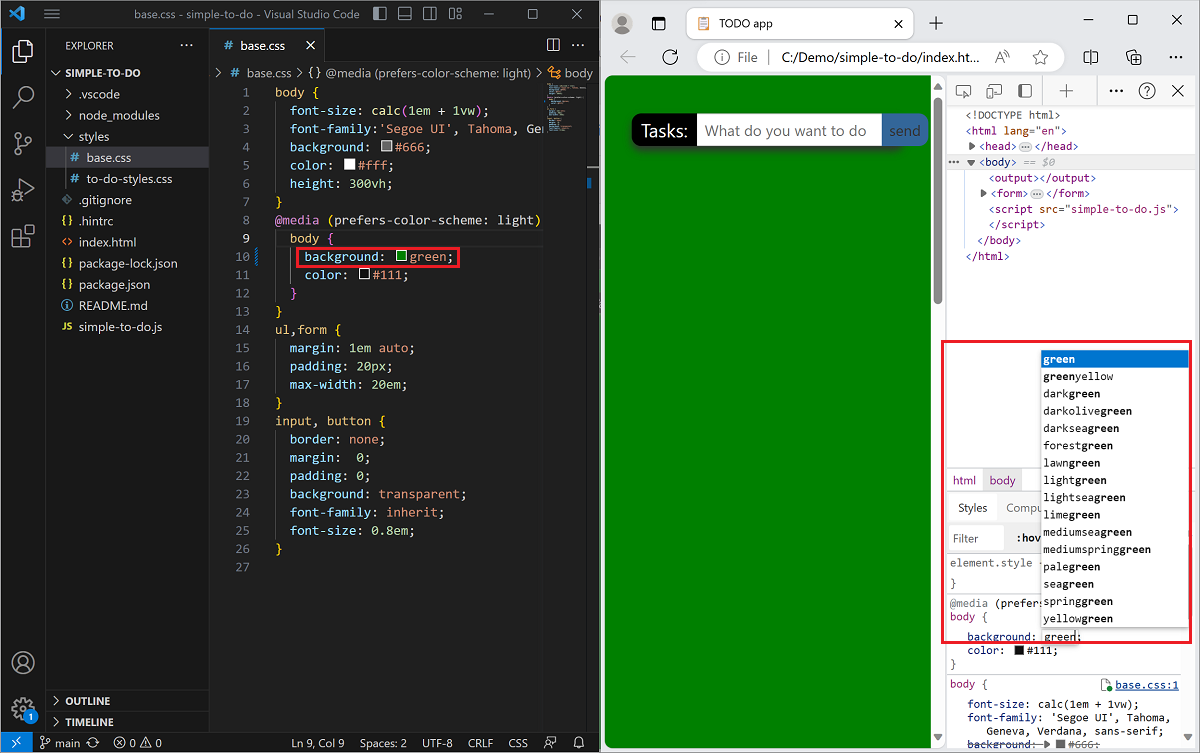 base.css - simple-to-do - Visual Studio Code
EXPLORER
SIMPLE-TO-DO
.vscode
node_modules
styles
# base.css
# to-do-styles.css
.gitignore
{} .hintrc
<> index.html
{} package-lock.json
{} package.json
README.md
JS simple-to-do.js
OUTLINE
TIMELINE
1
# base.css
# base.css > {} @media (prefers-color-scheme: light) > body
1 body {
2 font-size: calc(1em + 1vw);
3 font-family:'Segoe UI', Tahoma, Gen
4 background: #666;
5 color: #fff;
6 height: 300vh;
7 }
8 @media (prefers-color-scheme: light)
9 body {
10 background: green;
11 color: #111;
12 }
13 }
14 ul,form {
15 margin: 1em auto;
16 padding: 20px;
17 max-width: 20em;
18 }
19 input, button {
20 border: none;
21 margin:  0;
22 padding: 0;
23 background: transparent;
24 font-family: inherit;
25 font-size: 0.8em;
26 }
27
main 0 0 Ln 9, Col 9 Spaces: 2 UTF-8 CRLF CSS
TODO app
File C:/Demo/simple-to-do/index.ht...
Tasks: What do you want to do send
<!DOCTYPE html>
<html lang="en">
<head> ... </head>
... <body> == $0
<output></output>
<form> ... </form>
<script src="simple-to-do.js">
</script>
</body>
</html>
green
greenyellow
darkgreen
darkolivegreen
darkseagreen
forestgreen
lawngreen
lightgreen
lightseagreen
limegreen
mediumseagreen
mediumspringgreen
palegreen
seagreen
springgreen
yellowgreen
html body
Styles Compu
Filter :hov
element.style
}
@media (prefers
body {
background: green;
color: #111;
}
body { base.css:1
font-size: calc(1em + 1vw);
font-family: 'Segoe UI', Tahoma,
Geneva, Verdana, sans-serif;
background: #666;